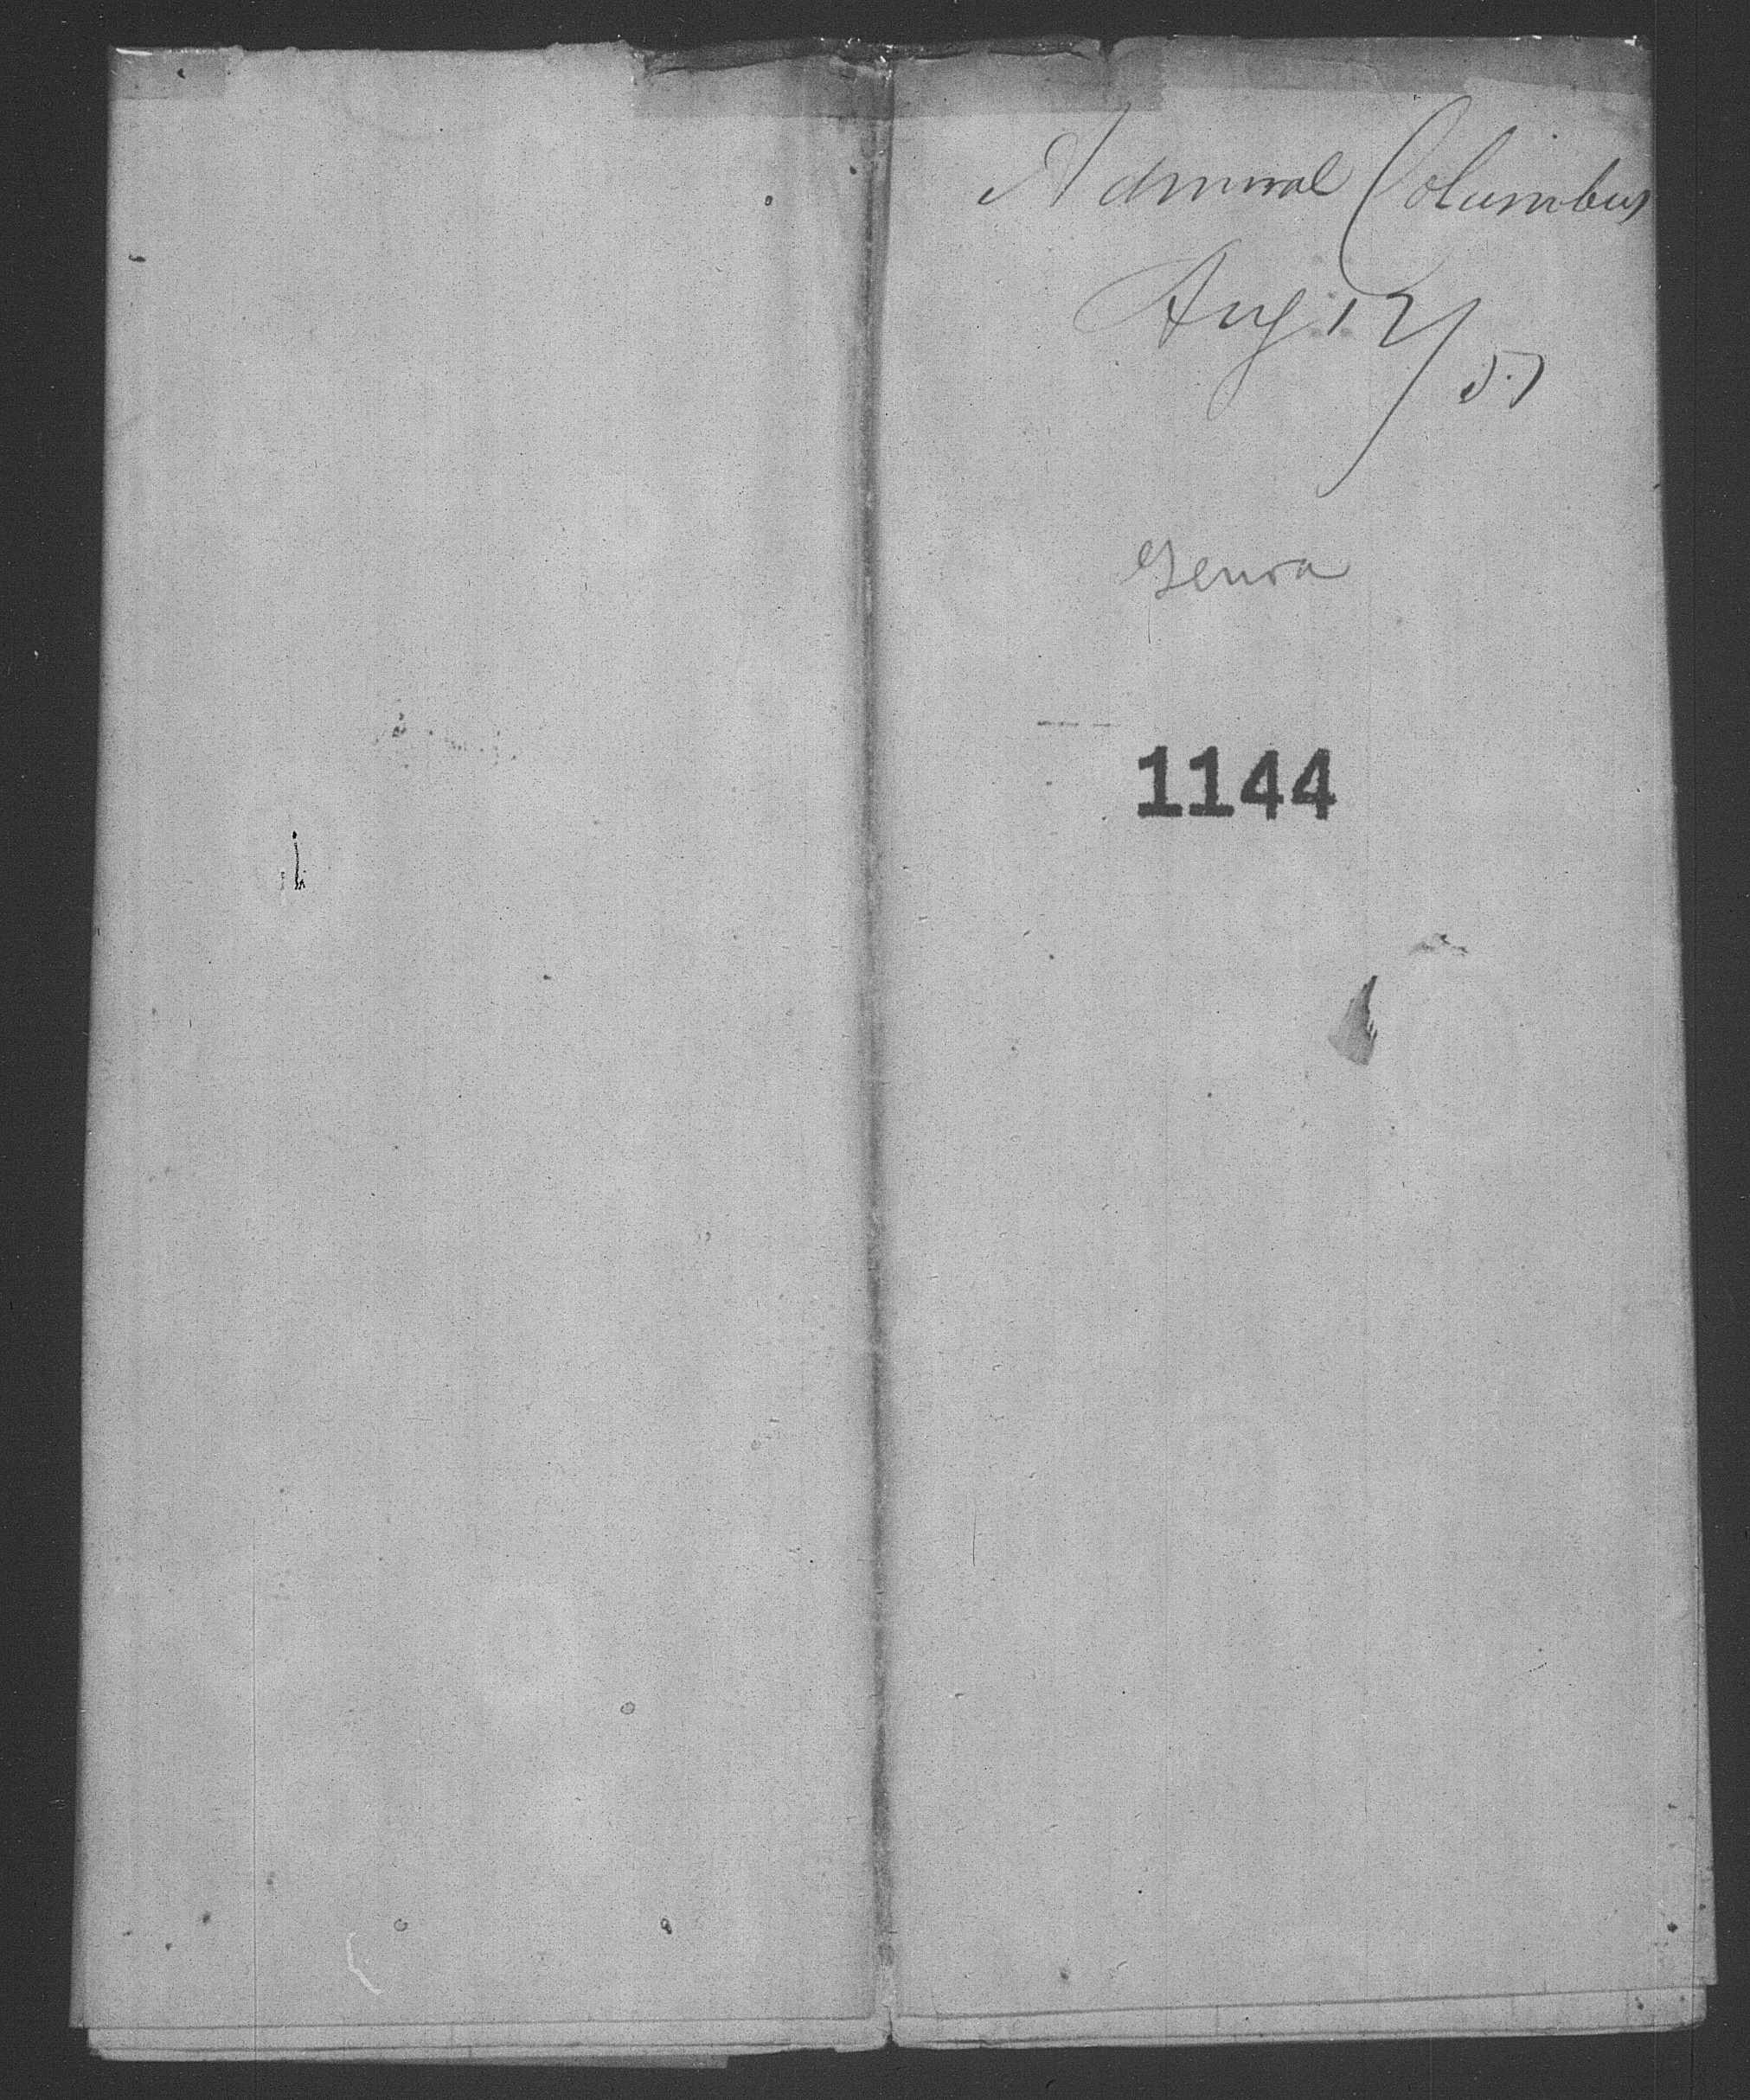 Admiral Columbus
Aug 12/57
Genoa
1144